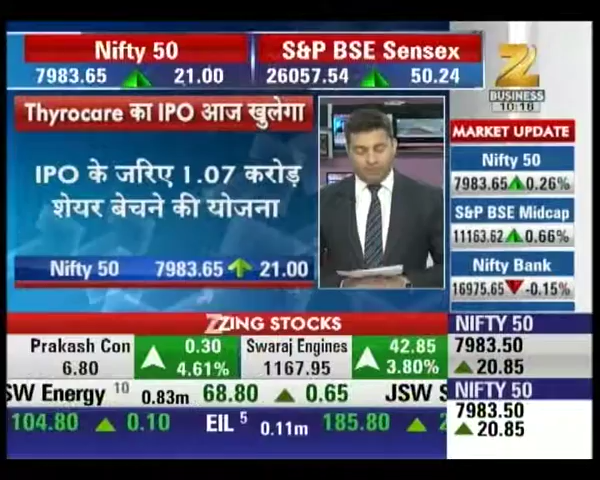 Nifty 50
7983.65 21.00
S&P BSE Sensex
26057.54 50.24
Z
BUSINESS
10:16
Thyrocare का IPO आज खुलेगा
IPO के जरिए 1.07 करोड़
शेयर बेचने की योजना
Nifty 50 7983.65 21.00
MARKET UPDATE
Nifty 50
7983.65 0.26%
S&P BSE Midcap
11163.62 0.66%
Nifty Bank
16975.65 -0.15%
ZING STOCKS
Prakash Con 0.30
6.80 4.61%
Swaraj Engines 42.85
1167.95 3.80%
SW Energy 10 0.83m 68.80 0.65 JSW S
104.80 0.10 EIL 5 0.11m 185.80 2
NIFTY 50
7983.50
20.85
NIFTY 50
7983.50
20.85